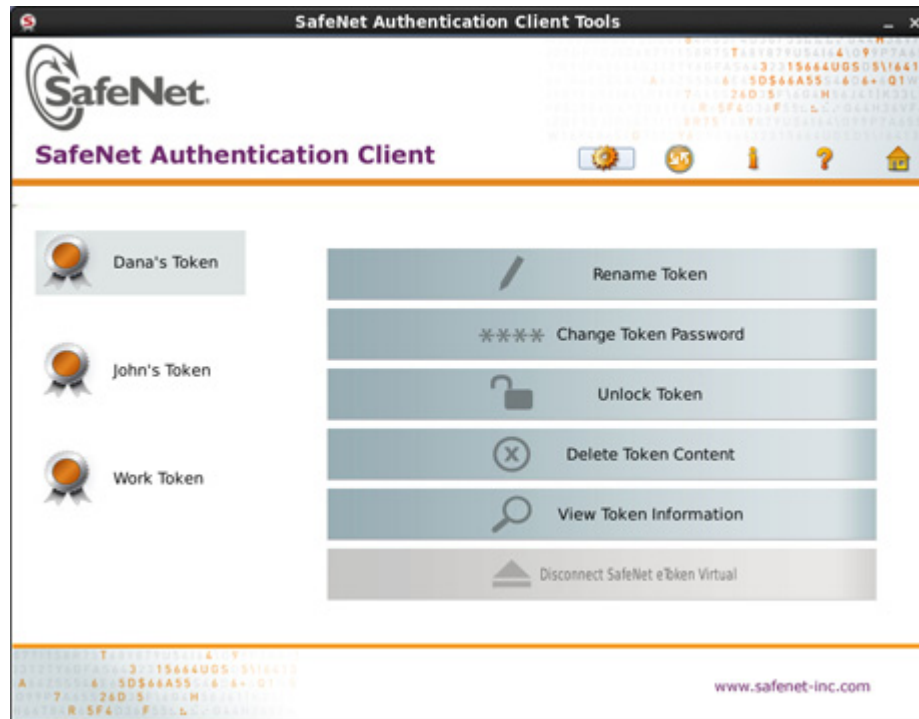 SafeNet Authentication Client Tools
SafeNet.
SafeNet Authentication Client
Dana's Token
John's Token
Work Token
Rename Token
**** Change Token Password
Unlock Token
Delete Token Content
View Token Information
Disconnect SafeNet eToken Virtual
www.safenet-inc.com